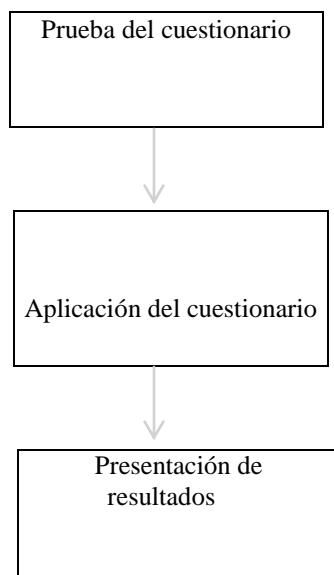 Prueba del cuestionario
Aplicación del cuestionario
Presentación de
resultados